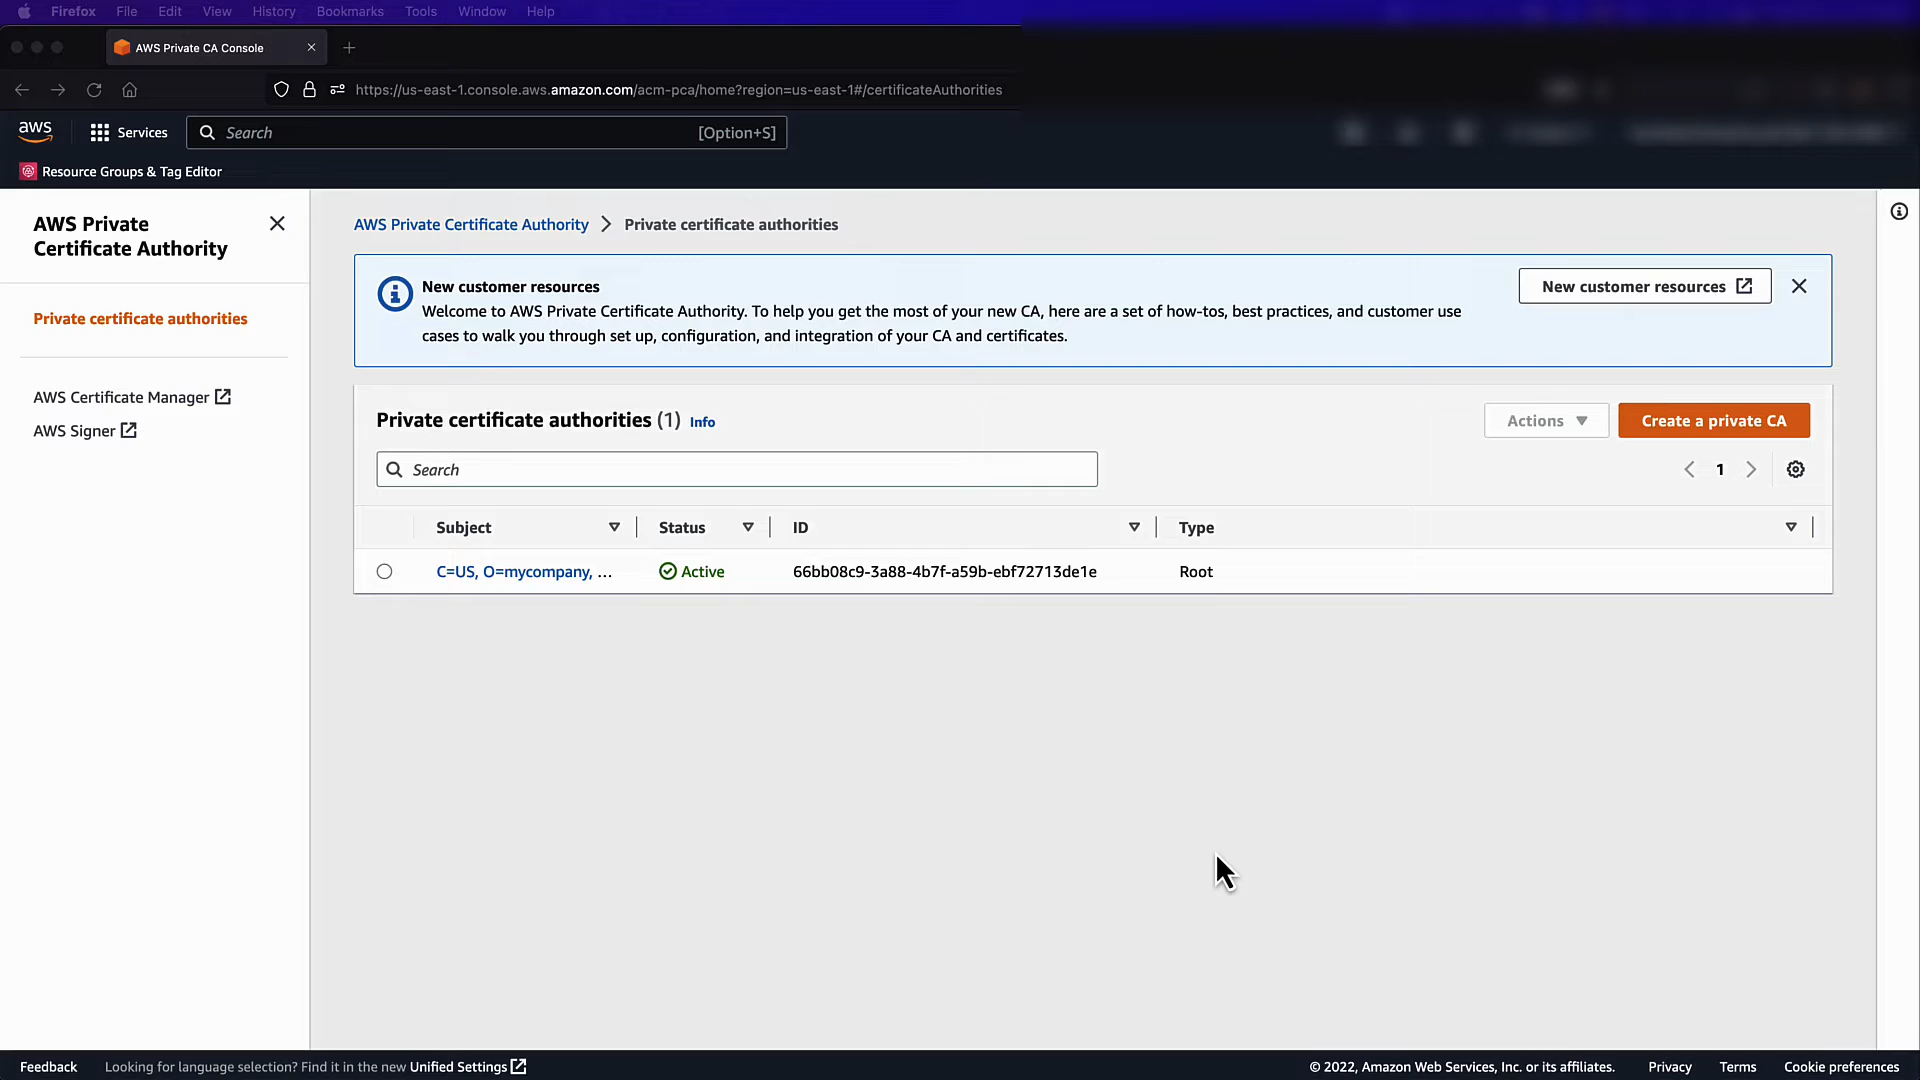 Firefox File Edit View History Bookmarks Tools Window Help
AWS Private CA Console
https://us-east-1.console.aws.amazon.com/acm-pca/home?region=us-east-1#/certificateAuthorities
aws Services Search [Option+S]
Resource Groups & Tag Editor
AWS Private
Certificate Authority
Private certificate authorities
AWS Certificate Manager
AWS Signer
AWS Private Certificate Authority > Private certificate authorities
New customer resources
Welcome to AWS Private Certificate Authority. To help you get the most of your new CA, here are a set of how-tos, best practices, and customer use
cases to walk you through set up, configuration, and integration of your CA and certificates.
New customer resources
Private certificate authorities (1) Info
Actions
Create a private CA
Search
1
Subject Status ID Type
C=US, O=mycompany, ... Active 66bb08c9-3a88-4b7f-a59b-ebf72713de1e Root
Feedback Looking for language selection? Find it in the new Unified Settings
© 2022, Amazon Web Services, Inc. or its affiliates. Privacy Terms Cookie preferences